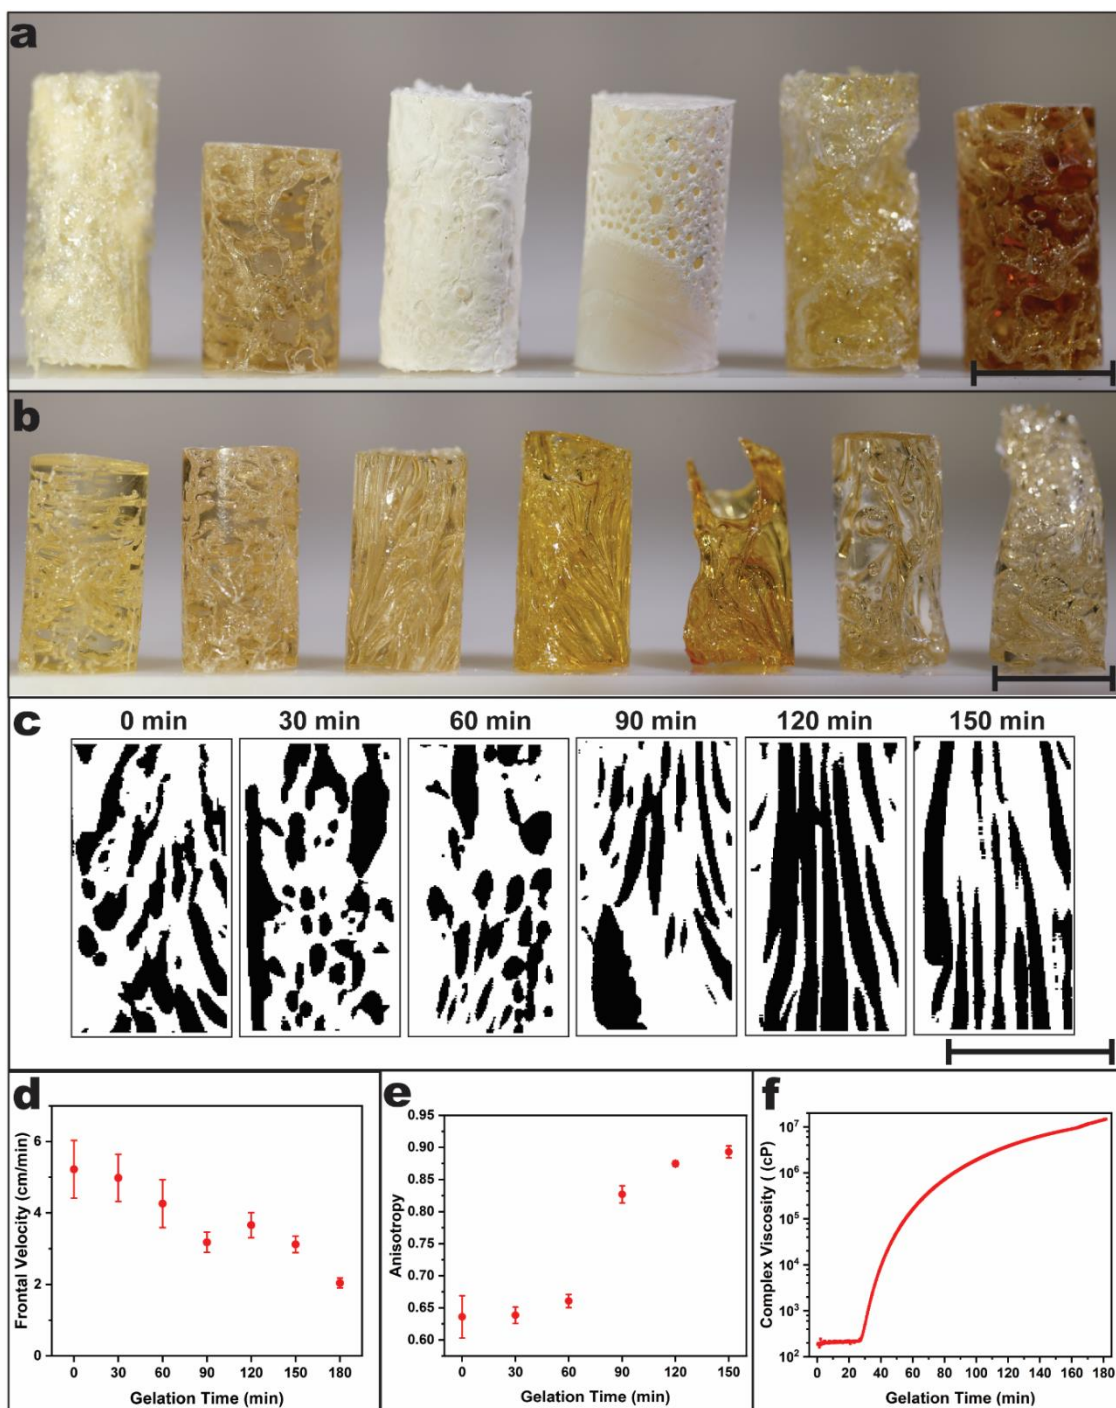 a
b
c
0 min 30 min 60 min 90 min 120 min 150 min
d
Frontal Velocity (cm/min)
6
4
2
0
0 30 60 90 120 150 180
Gelation Time (min)
e
Anisotropy
0.95
0.90
0.85
0.80
0.75
0.70
0.65
0.60
0 30 60 90 120 150
Gelation Time (min)
f
Complex Viscosity ( (cP)
10⁷
10⁶
10⁵
10⁴
10³
10²
0 20 40 60 80 100 120 140 160 180
Gelation Time (min)